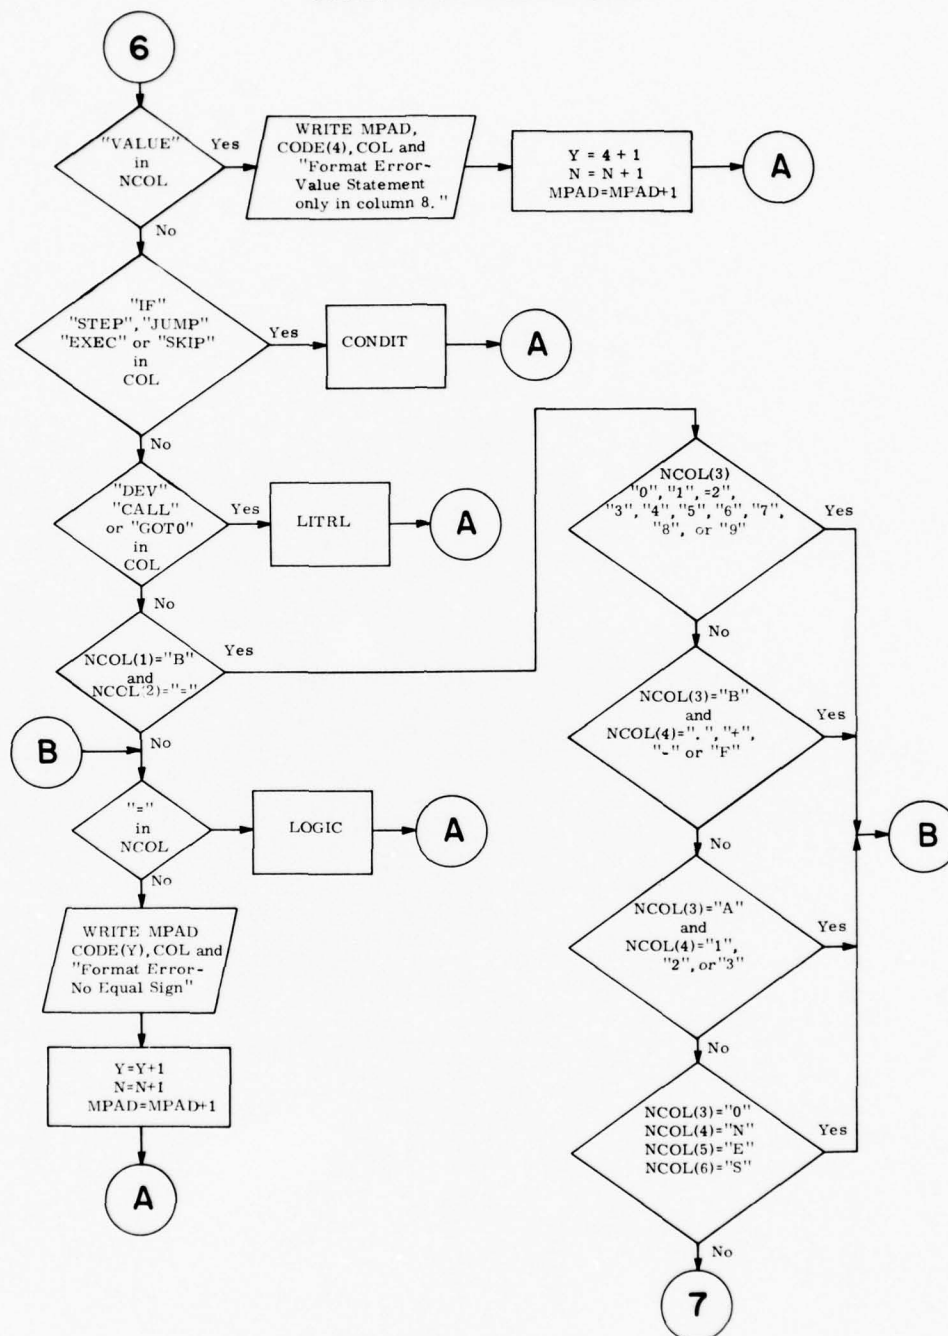 6
"VALUE"
in
NCOL
Yes
WRITE MPAD,
CODE(4), COL and
"Format Error-
Value Statement
only in column 8."
Y = 4 + 1
N = N + 1
MPAD=MPAD+1
A
No
"IF"
"STEP", "JUMP"
"EXEC" or "SKIP"
in
COL
Yes
CONDIT
A
No
"DEV"
"CALL"
or "GOTO"
in
COL
Yes
LITRL
A
No
NCOL(1)="B"
and
NCOL(2)="="
Yes
No
B
"="
in
NCOL
LOGIC
A
No
WRITE MPAD
CODE(Y), COL and
"Format Error-
No Equal Sign"
Y=Y+1
N=N+1
MPAD=MPAD+1
A
NCOL(3)
"0", "1", =2",
"3", "4", "5", "6", "7",
"8", or "9"
Yes
No
NCOL(3)="B"
and
NCOL(4)=".", "+",
"-" or "F"
Yes
No
B
NCOL(3)="A"
and
NCOL(4)="1",
"2", or "3"
Yes
No
NCOL(3)="0"
NCOL(4)="N"
NCOL(5)="E"
NCOL(6)="S"
Yes
No
7